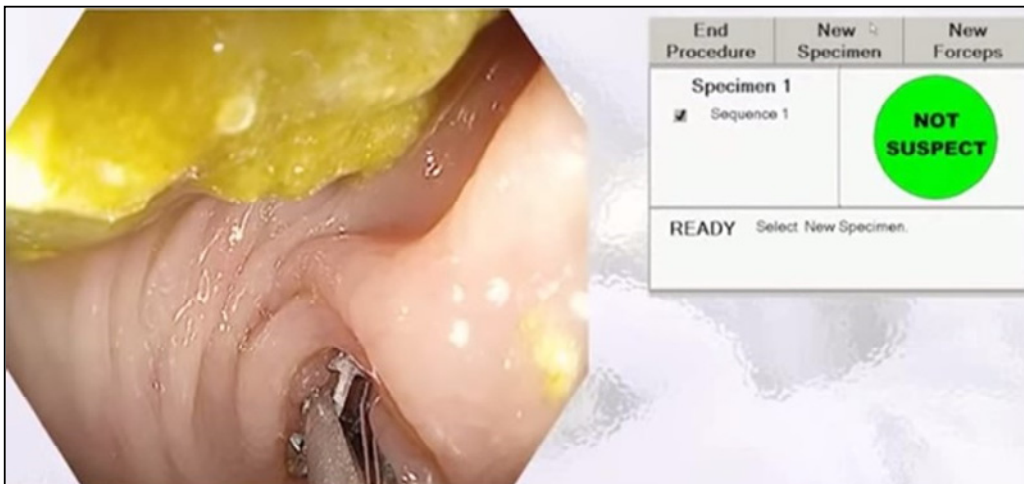 End
Procedure
New
Specimen
New
Forceps
Specimen 1
Sequence 1
NOT
SUSPECT
READY Select New Specimen.